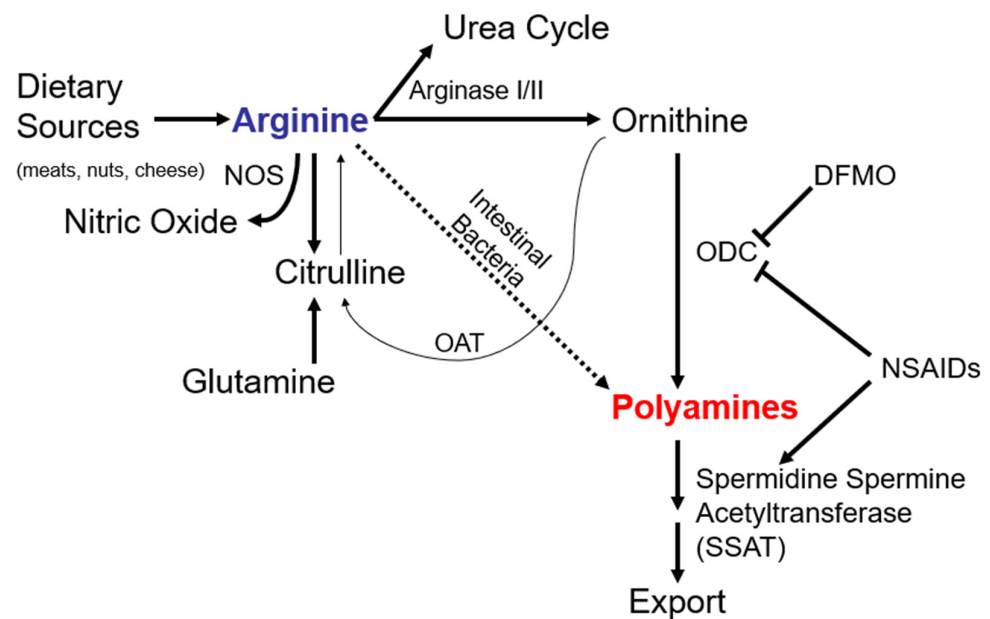 Urea Cycle
Dietary
Sources
(meats, nuts, cheese)
Arginine
Arginase I/II
Ornithine
NOS
Nitric Oxide
Citrulline
Glutamine
Intestinal
Bacteria
OAT
DFMO
ODC
NSAIDs
Polyamines
Spermidine Spermine
Acetyltransferase
(SSAT)
Export